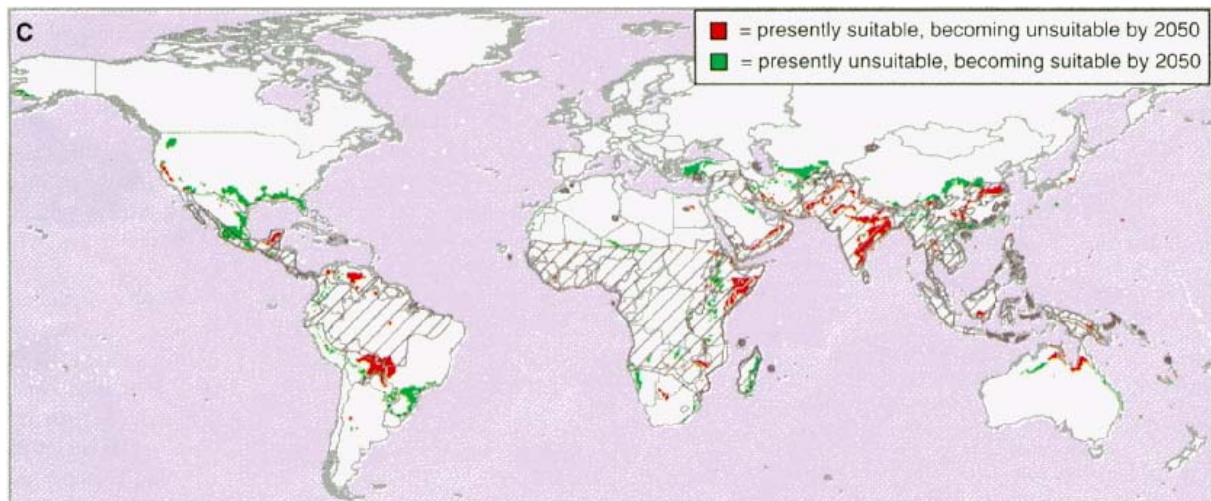 C
= presently suitable, becoming unsuitable by 2050
= presently unsuitable, becoming suitable by 2050